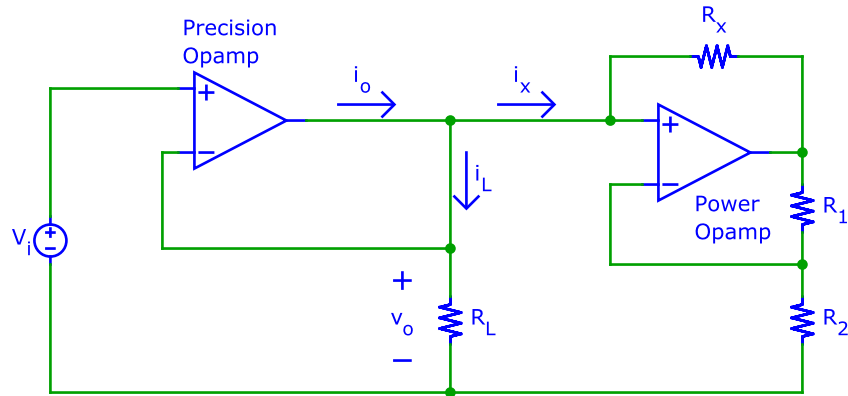 Precision
Opamp
R_x
i_o
i_x
+
−
+
−
i_L
Power
Opamp
R_1
V_i
+
−
+
v_o
−
R_L
R_2